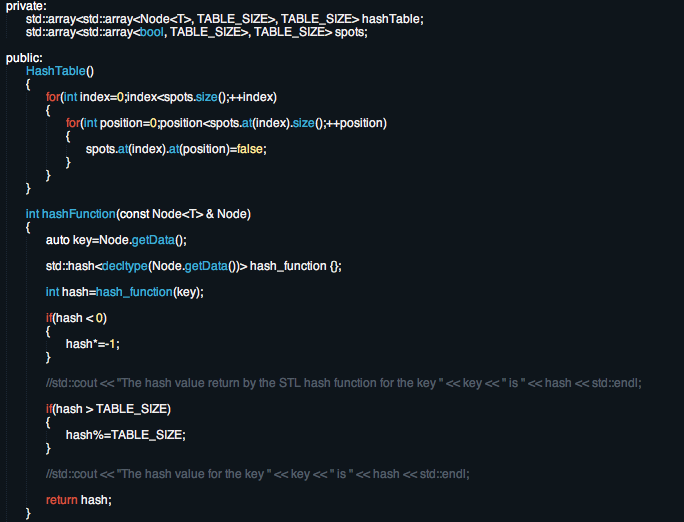 private:
std::array<std::array<Node<T>, TABLE_SIZE>, TABLE_SIZE> hashTable;
std::array<std::array<bool, TABLE_SIZE>, TABLE_SIZE> spots;
public:
HashTable()
{
for(int index=0;index<spots.size();++index)
{
for(int position=0;position<spots.at(index).size();++position)
{
spots.at(index).at(position)=false;
}
}
}
int hashFunction(const Node<T> & Node)
{
auto key=Node.getData();
std::hash<decltype(Node.getData())> hash_function {};
int hash=hash_function(key);
if(hash < 0)
{
hash*=-1;
}
//std::cout << "The hash value return by the STL hash function for the key " << key << " is " << hash << std::endl;
if(hash > TABLE_SIZE)
{
hash%=TABLE_SIZE;
}
//std::cout << "The hash value for the key " << key << " is " << hash << std::endl;
return hash;
}